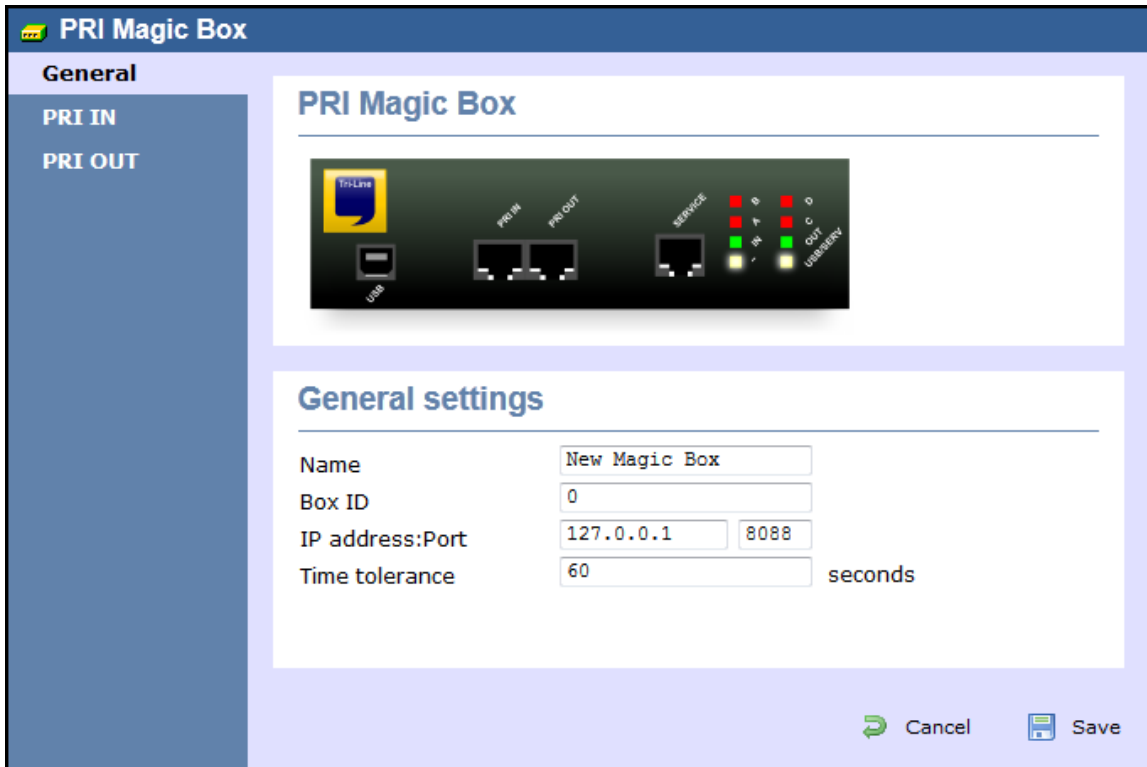 PRI Magic Box
General
PRI IN
PRI OUT
PRI Magic Box
Tri-Line
USB
PRI IN
PRI OUT
SERVICE
B
A
IN
-
D
C
OUT
USB/SERV
General settings
Name
New Magic Box
Box ID
0
IP address:Port
127.0.0.1
8088
Time tolerance
60
seconds
Cancel
Save